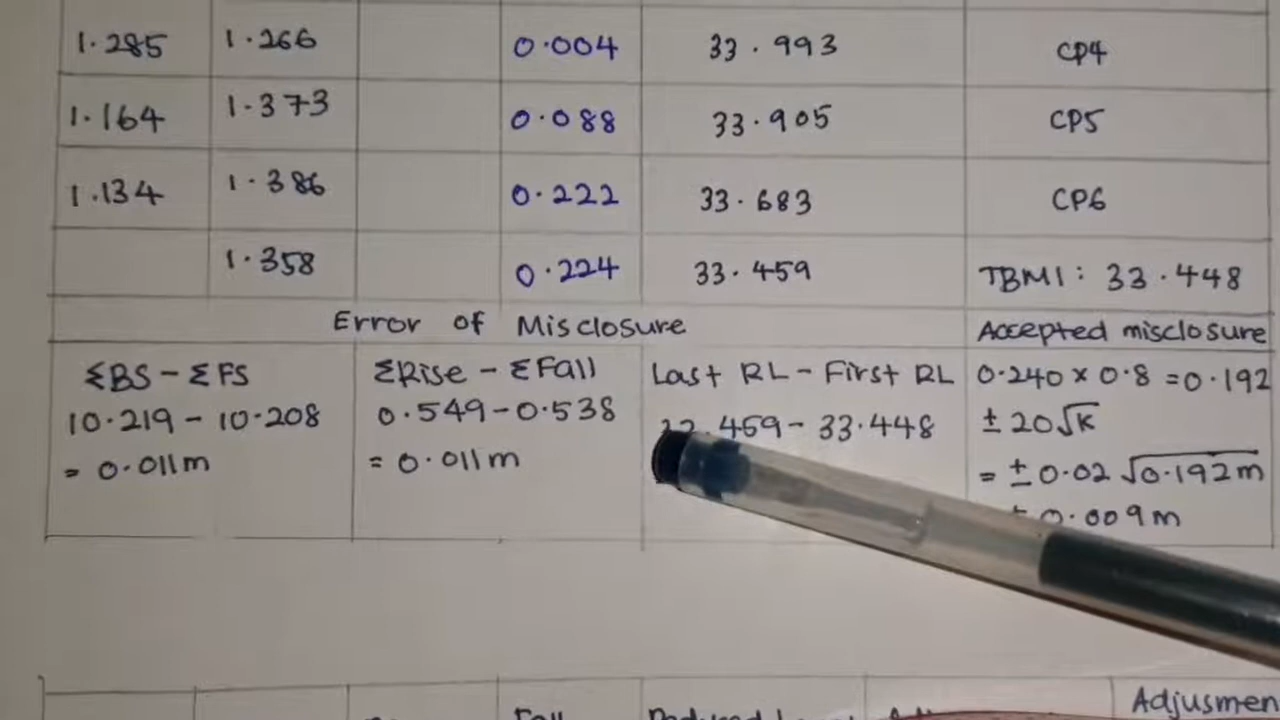 1.285 1.266 0.004 33.993 CP4
1.164 1.373 0.088 33.905 CP5
1.134 1.386 0.222 33.683 CP6
1.358 0.224 33.459 TBM1: 33.448
Error of Misclosure Accepted misclosure
ΣBS - ΣFS ΣRise - ΣFall Last RL - First RL 0.240 x 0.8 = 0.192
10.219 - 10.208 0.549 - 0.538 .459 - 33.448 ± 20√K
= 0.011m = 0.011m = ± 0.02 √0.192m
0.009m
Fall
Adjusmen